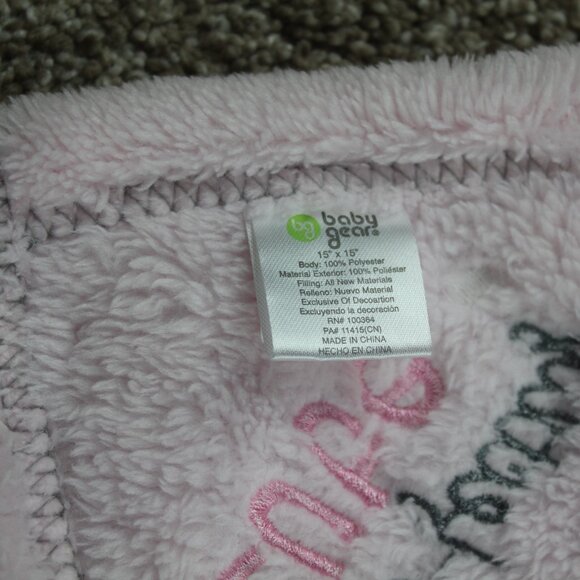 bg baby
gear®
15" x 15"
Body: 100% Polyester
Material Exterior: 100% Poliéster
Filling: All New Materials
Relleno: Nuevo Material
Exclusive Of Decoartion
Excluyendo la decoración
RN# 100364
PA# 11415(CN)
MADE IN CHINA
HECHO EN CHINA